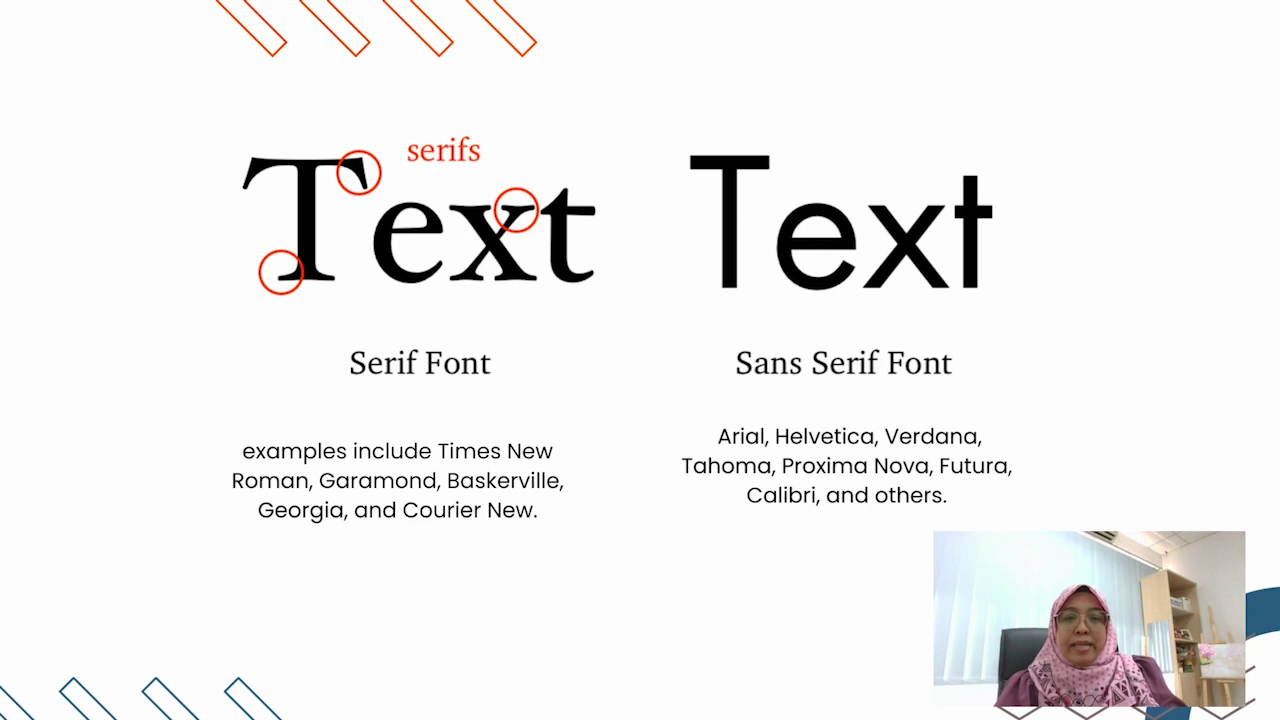 serifs
Text
Text
Serif Font
Sans Serif Font
examples include Times New
Roman, Garamond, Baskerville,
Georgia, and Courier New.
Arial, Helvetica, Verdana,
Tahoma, Proxima Nova, Futura,
Calibri, and others.